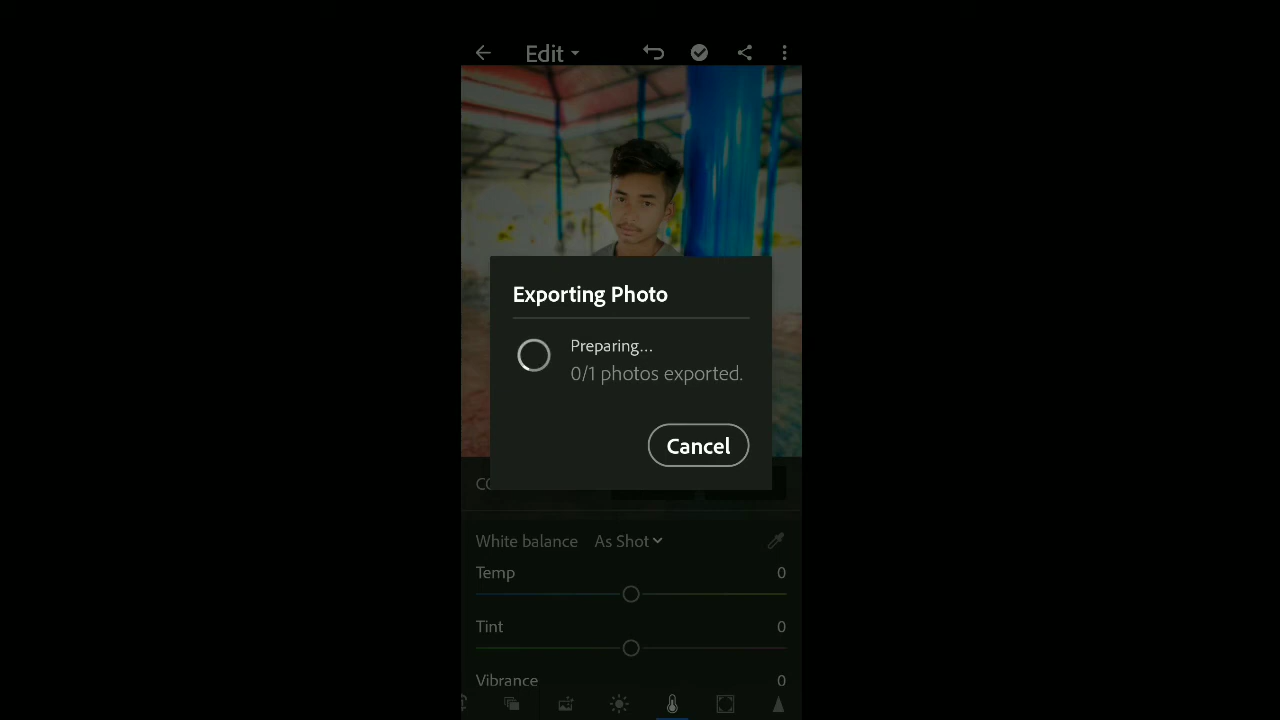 Edit
Exporting Photo
Preparing...
0/1 photos exported.
Cancel
White balance As Shot
Temp 0
Tint 0
Vibrance 0